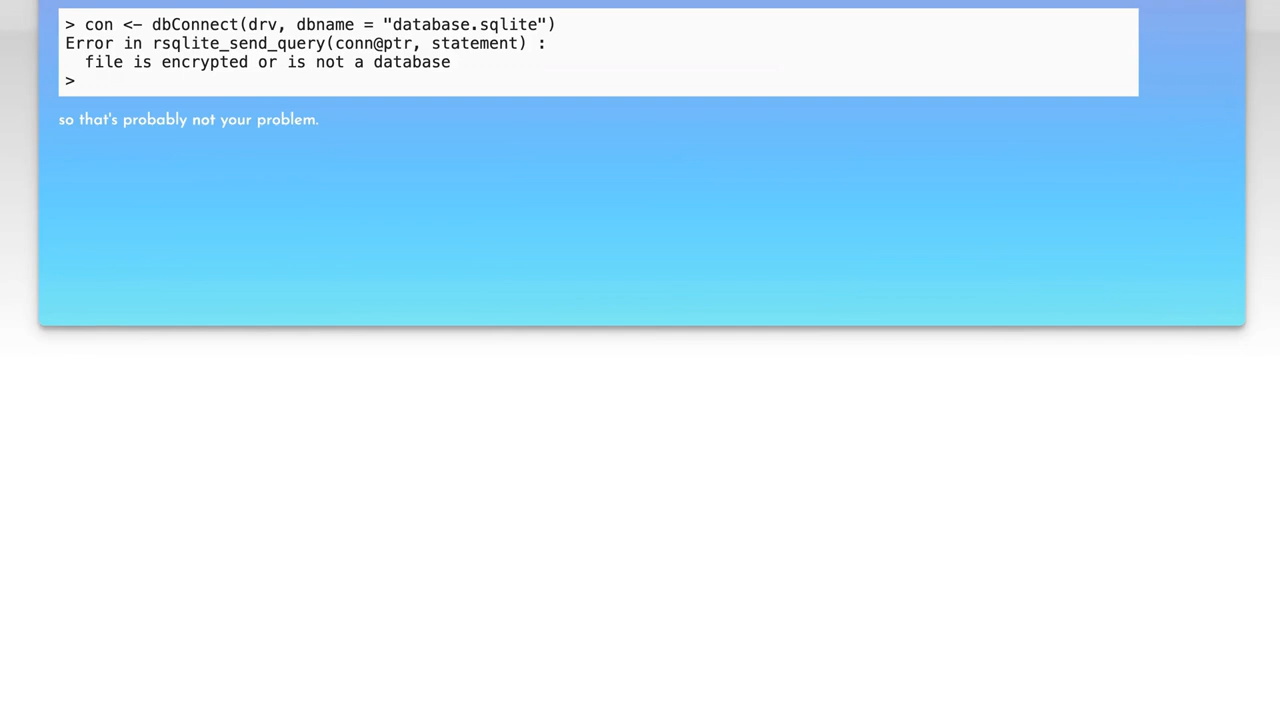 > con <- dbConnect(drv, dbname = "database.sqlite")
Error in rsqlite_send_query(conn@ptr, statement) :
  file is encrypted or is not a database
>
so that's probably not your problem.